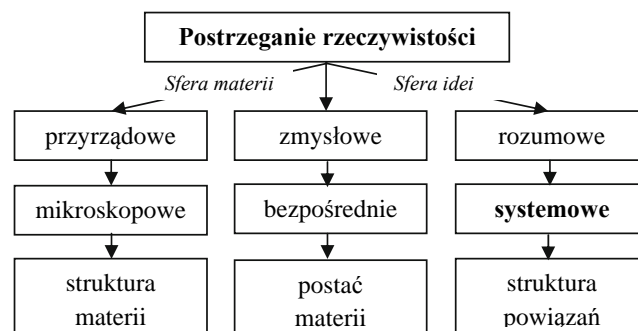 Postrzeganie rzeczywistości
Sfera materii Sfera idei
przyrządowe zmysłowe rozumowe
mikroskopowe bezpośrednie systemowe
struktura postać struktura
materii materii powiązań